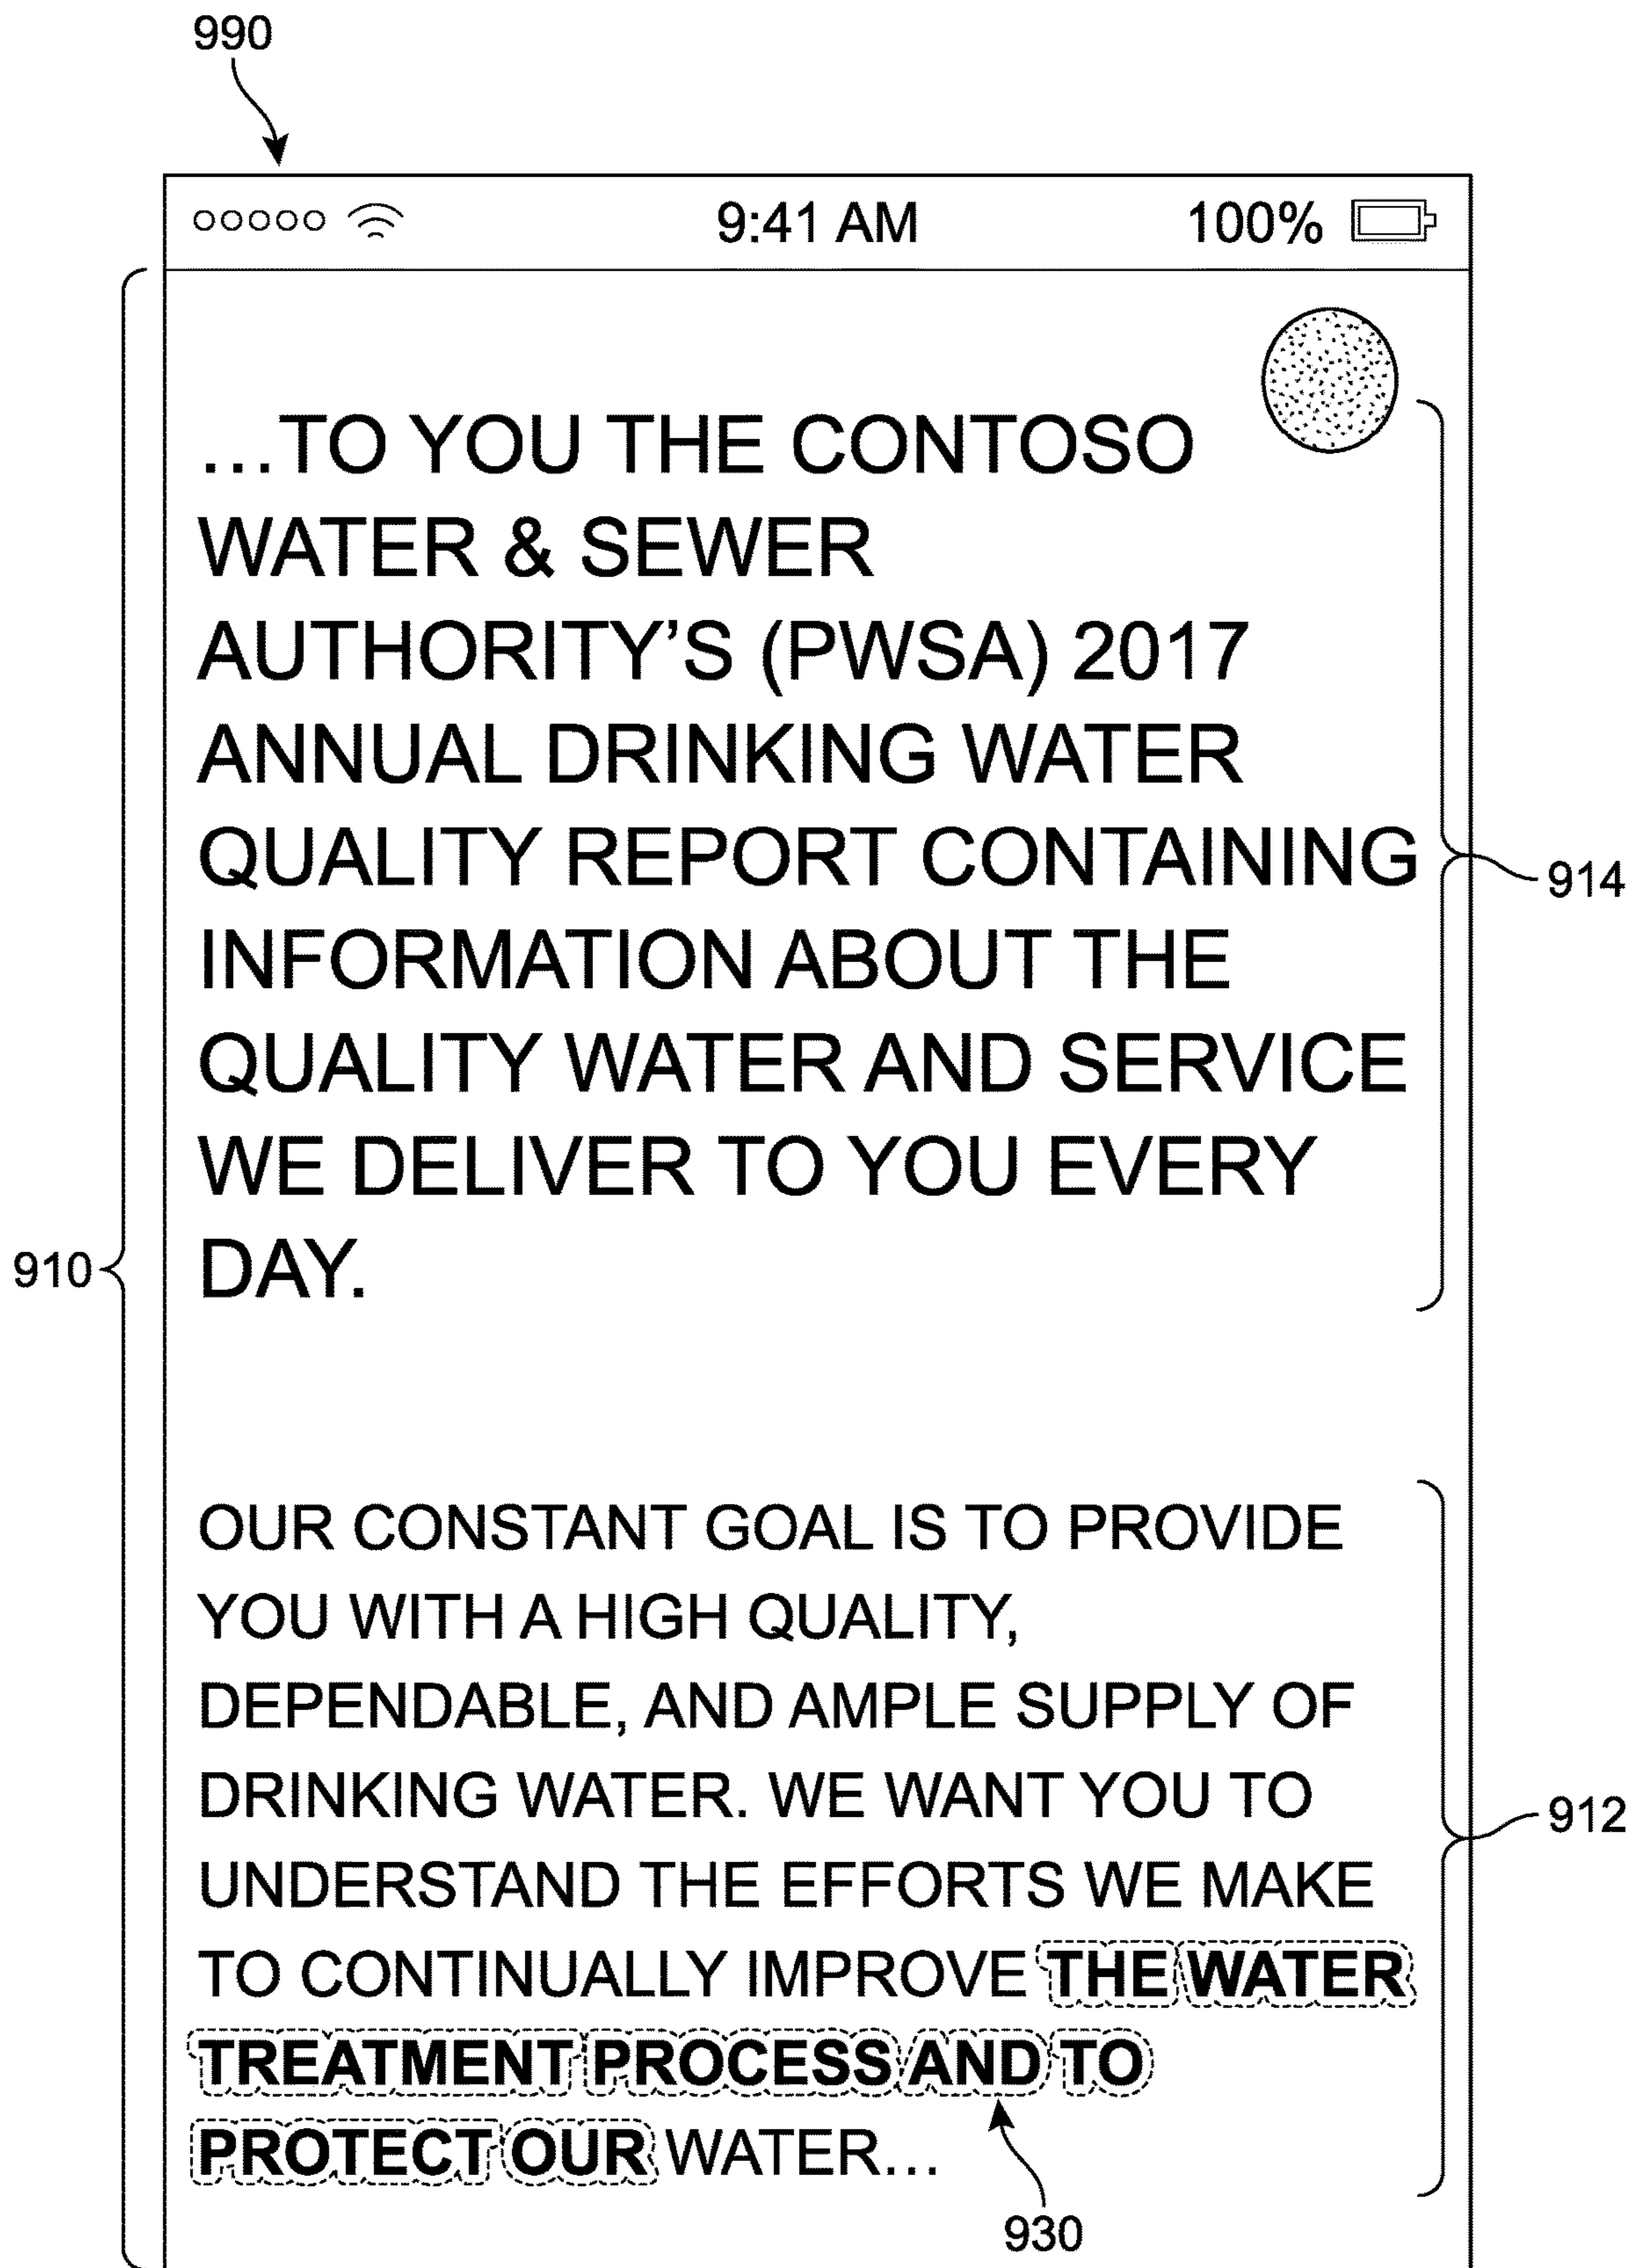 990
9:41 AM 100%
...TO YOU THE CONTOSO
WATER & SEWER
AUTHORITY'S (PWSA) 2017
ANNUAL DRINKING WATER
QUALITY REPORT CONTAINING
INFORMATION ABOUT THE
QUALITY WATER AND SERVICE
WE DELIVER TO YOU EVERY
DAY.
914
910
OUR CONSTANT GOAL IS TO PROVIDE
YOU WITH A HIGH QUALITY,
DEPENDABLE, AND AMPLE SUPPLY OF
DRINKING WATER. WE WANT YOU TO
UNDERSTAND THE EFFORTS WE MAKE
TO CONTINUALLY IMPROVE THE WATER
TREATMENT PROCESS AND TO
PROTECT OUR WATER...
912
930